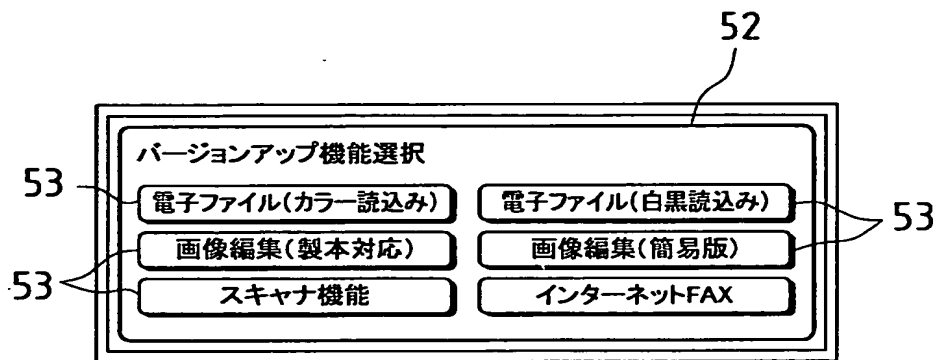 52
バージョンアップ機能選択
53
電子ファイル(カラー読込み)
電子ファイル(白黒読込み)
53
画像編集(製本対応)
画像編集(簡易版)
53
スキャナ機能
インターネットFAX